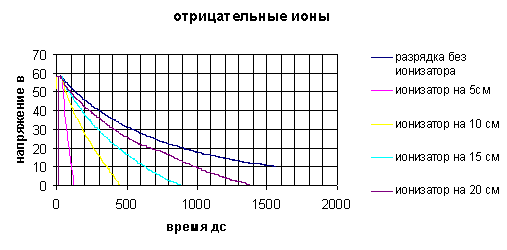 отрицательные ионы
70
60
50
40
30
20
10
0
напряжение в
0
500
1000
1500
2000
время дс
разрядка без
ионизатора
ионизатор на 5см
ионизатор на 10 см
ионизатор на 15 см
ионизатор на 20 см